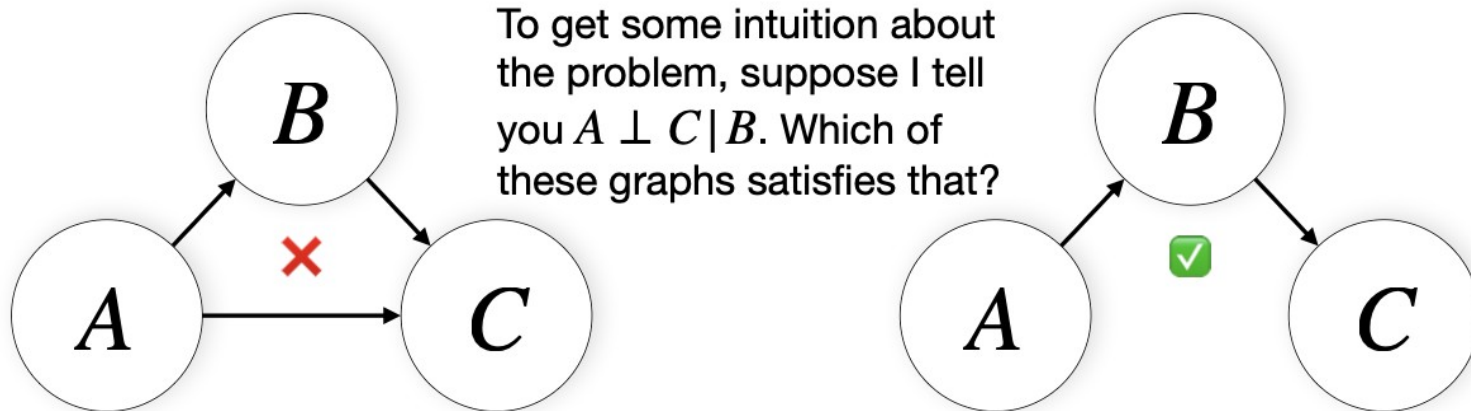 To get some intuition about
the problem, suppose I tell
you A ⊥ C | B. Which of
these graphs satisfies that?
B
A
C
B
A
C